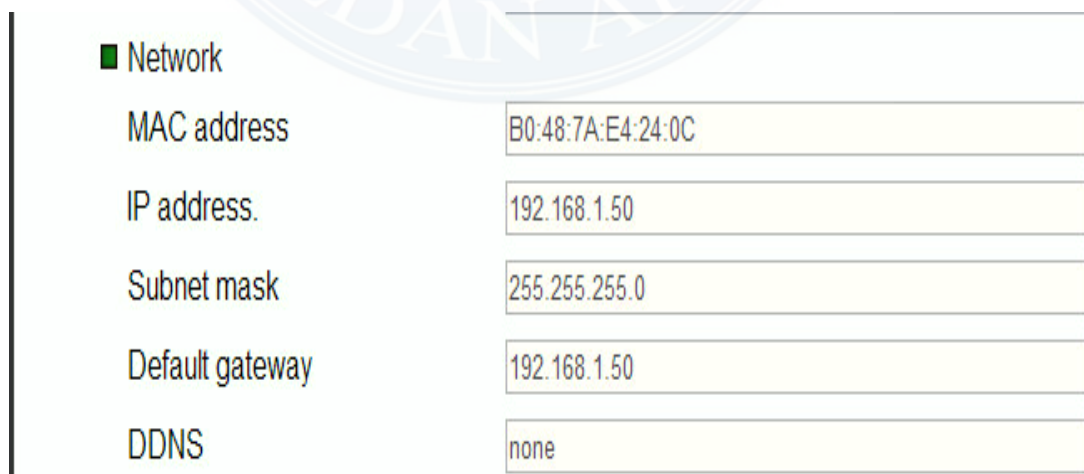 DAN A
Network
MAC address B0:48:7A:E4:24:0C
IP address. 192.168.1.50
Subnet mask 255.255.255.0
Default gateway 192.168.1.50
DDNS none